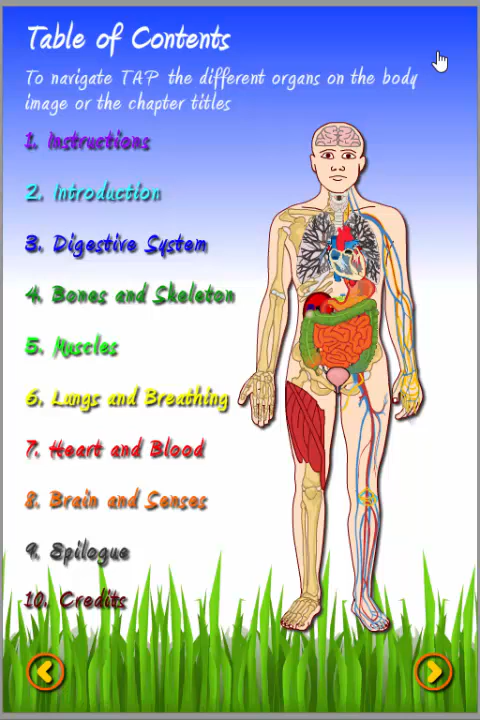 Table of Contents
To navigate TAP the different organs on the body
image or the chapter titles
1. Instructions
2. Introduction
3. Digestive System
4. Bones and Skeleton
5. Muscles
6. Lungs and Breathing
7. Heart and Blood
8. Brain and Senses
9. Epilogue
10. Credits